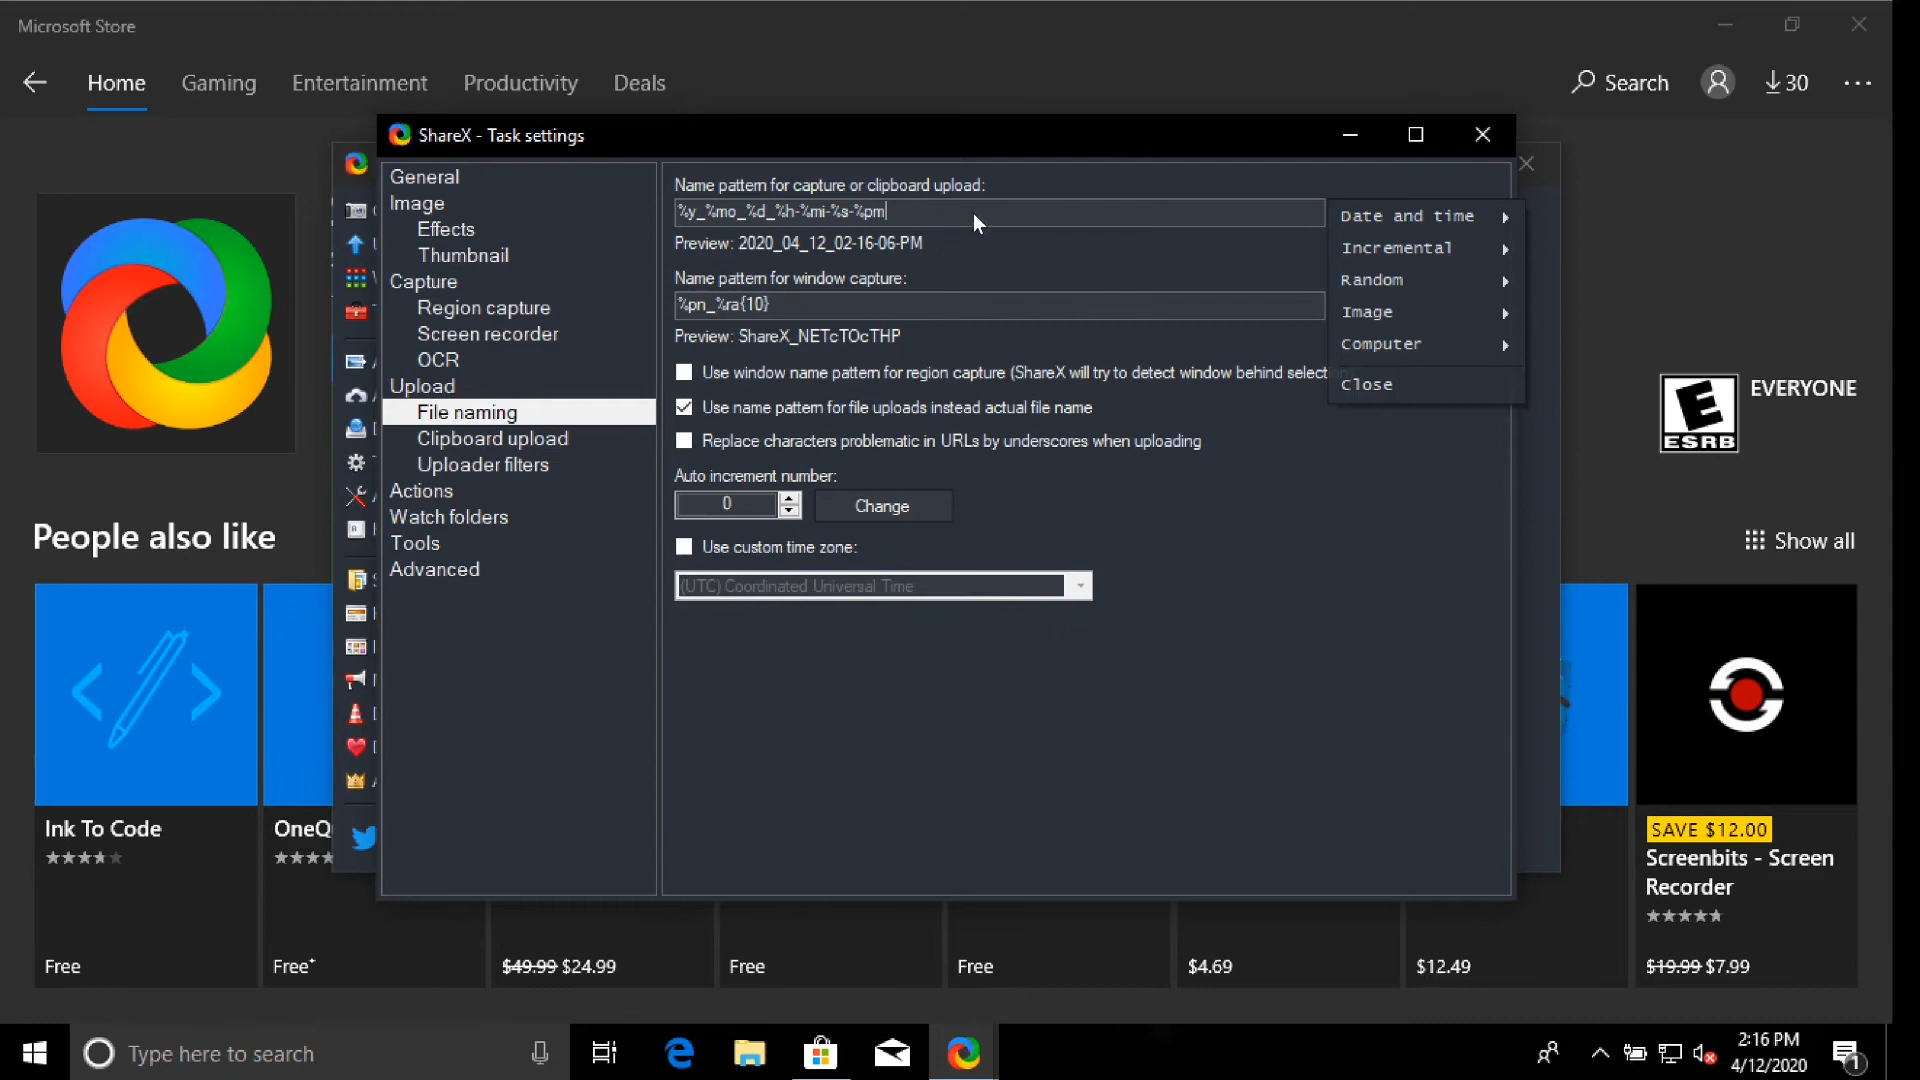 Microsoft Store
Home Gaming Entertainment Productivity Deals
Search
30
ShareX - Task settings
General
Image
Effects
Thumbnail
Capture
Region capture
Screen recorder
OCR
Upload
File naming
Clipboard upload
Uploader filters
Actions
Watch folders
Tools
Advanced
Name pattern for capture or clipboard upload:
%y_%mo_%d_%h-%mi-%s-%pm
Preview: 2020_04_12_02-16-06-PM
Name pattern for window capture:
%pn_%ra{10}
Preview: ShareX_NETcTOcTHP
Use window name pattern for region capture (ShareX will try to detect window behind selection)
Use name pattern for file uploads instead actual file name
Replace characters problematic in URLs by underscores when uploading
Auto increment number:
0
Change
Use custom time zone:
(UTC) Coordinated Universal Time
Date and time
Incremental
Random
Image
Computer
Close
E
ESRB
EVERYONE
People also like
Show all
Ink To Code
OneQ
SAVE $12.00
Screenbits - Screen
Recorder
Free
Free+
$49.99 $24.99
Free
Free
$4.69
$12.49
$19.99 $7.99
Type here to search
2:16 PM
4/12/2020
1